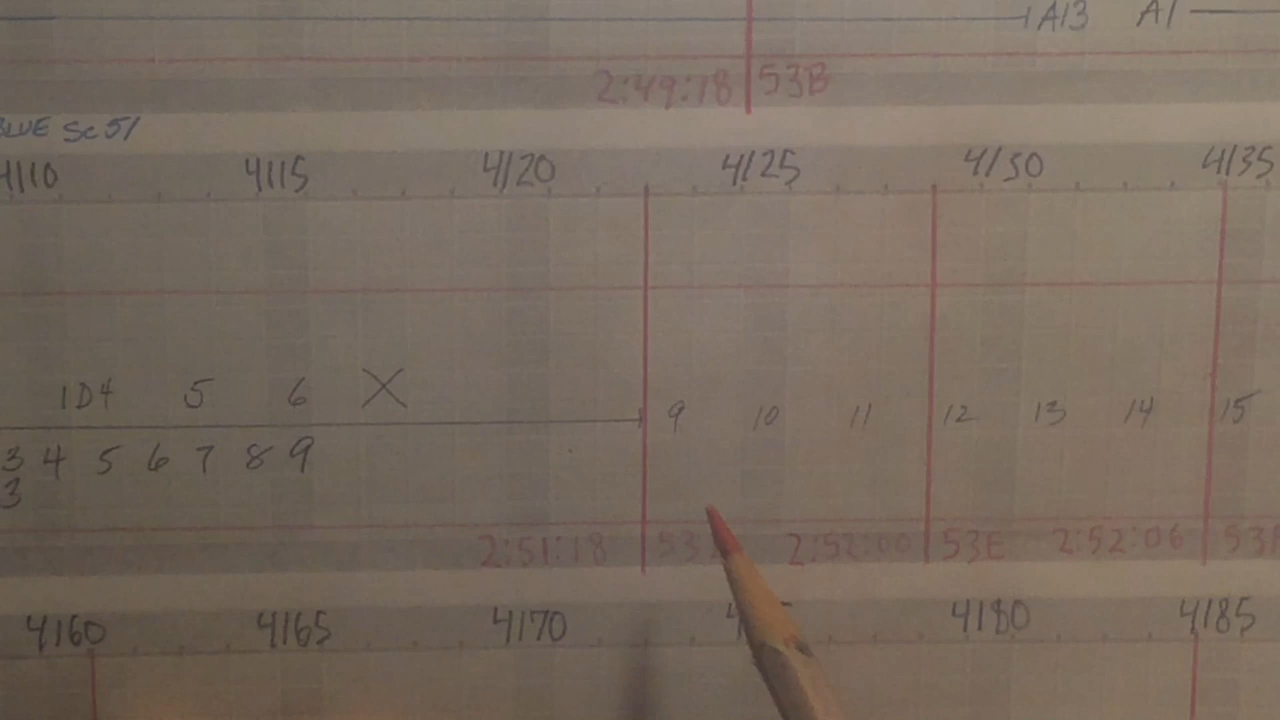 A13 A1
2:49:18 53B
BLUE Sc 51
4110 4115 4120 4125 4130 4135
1D4 5 6 X
9 10 11 12 13 14 15
3 4 5 6 7 8 9
3
2:51:18 2:52:00 53E 2:52:06
4160 4165 4170 4180 4185